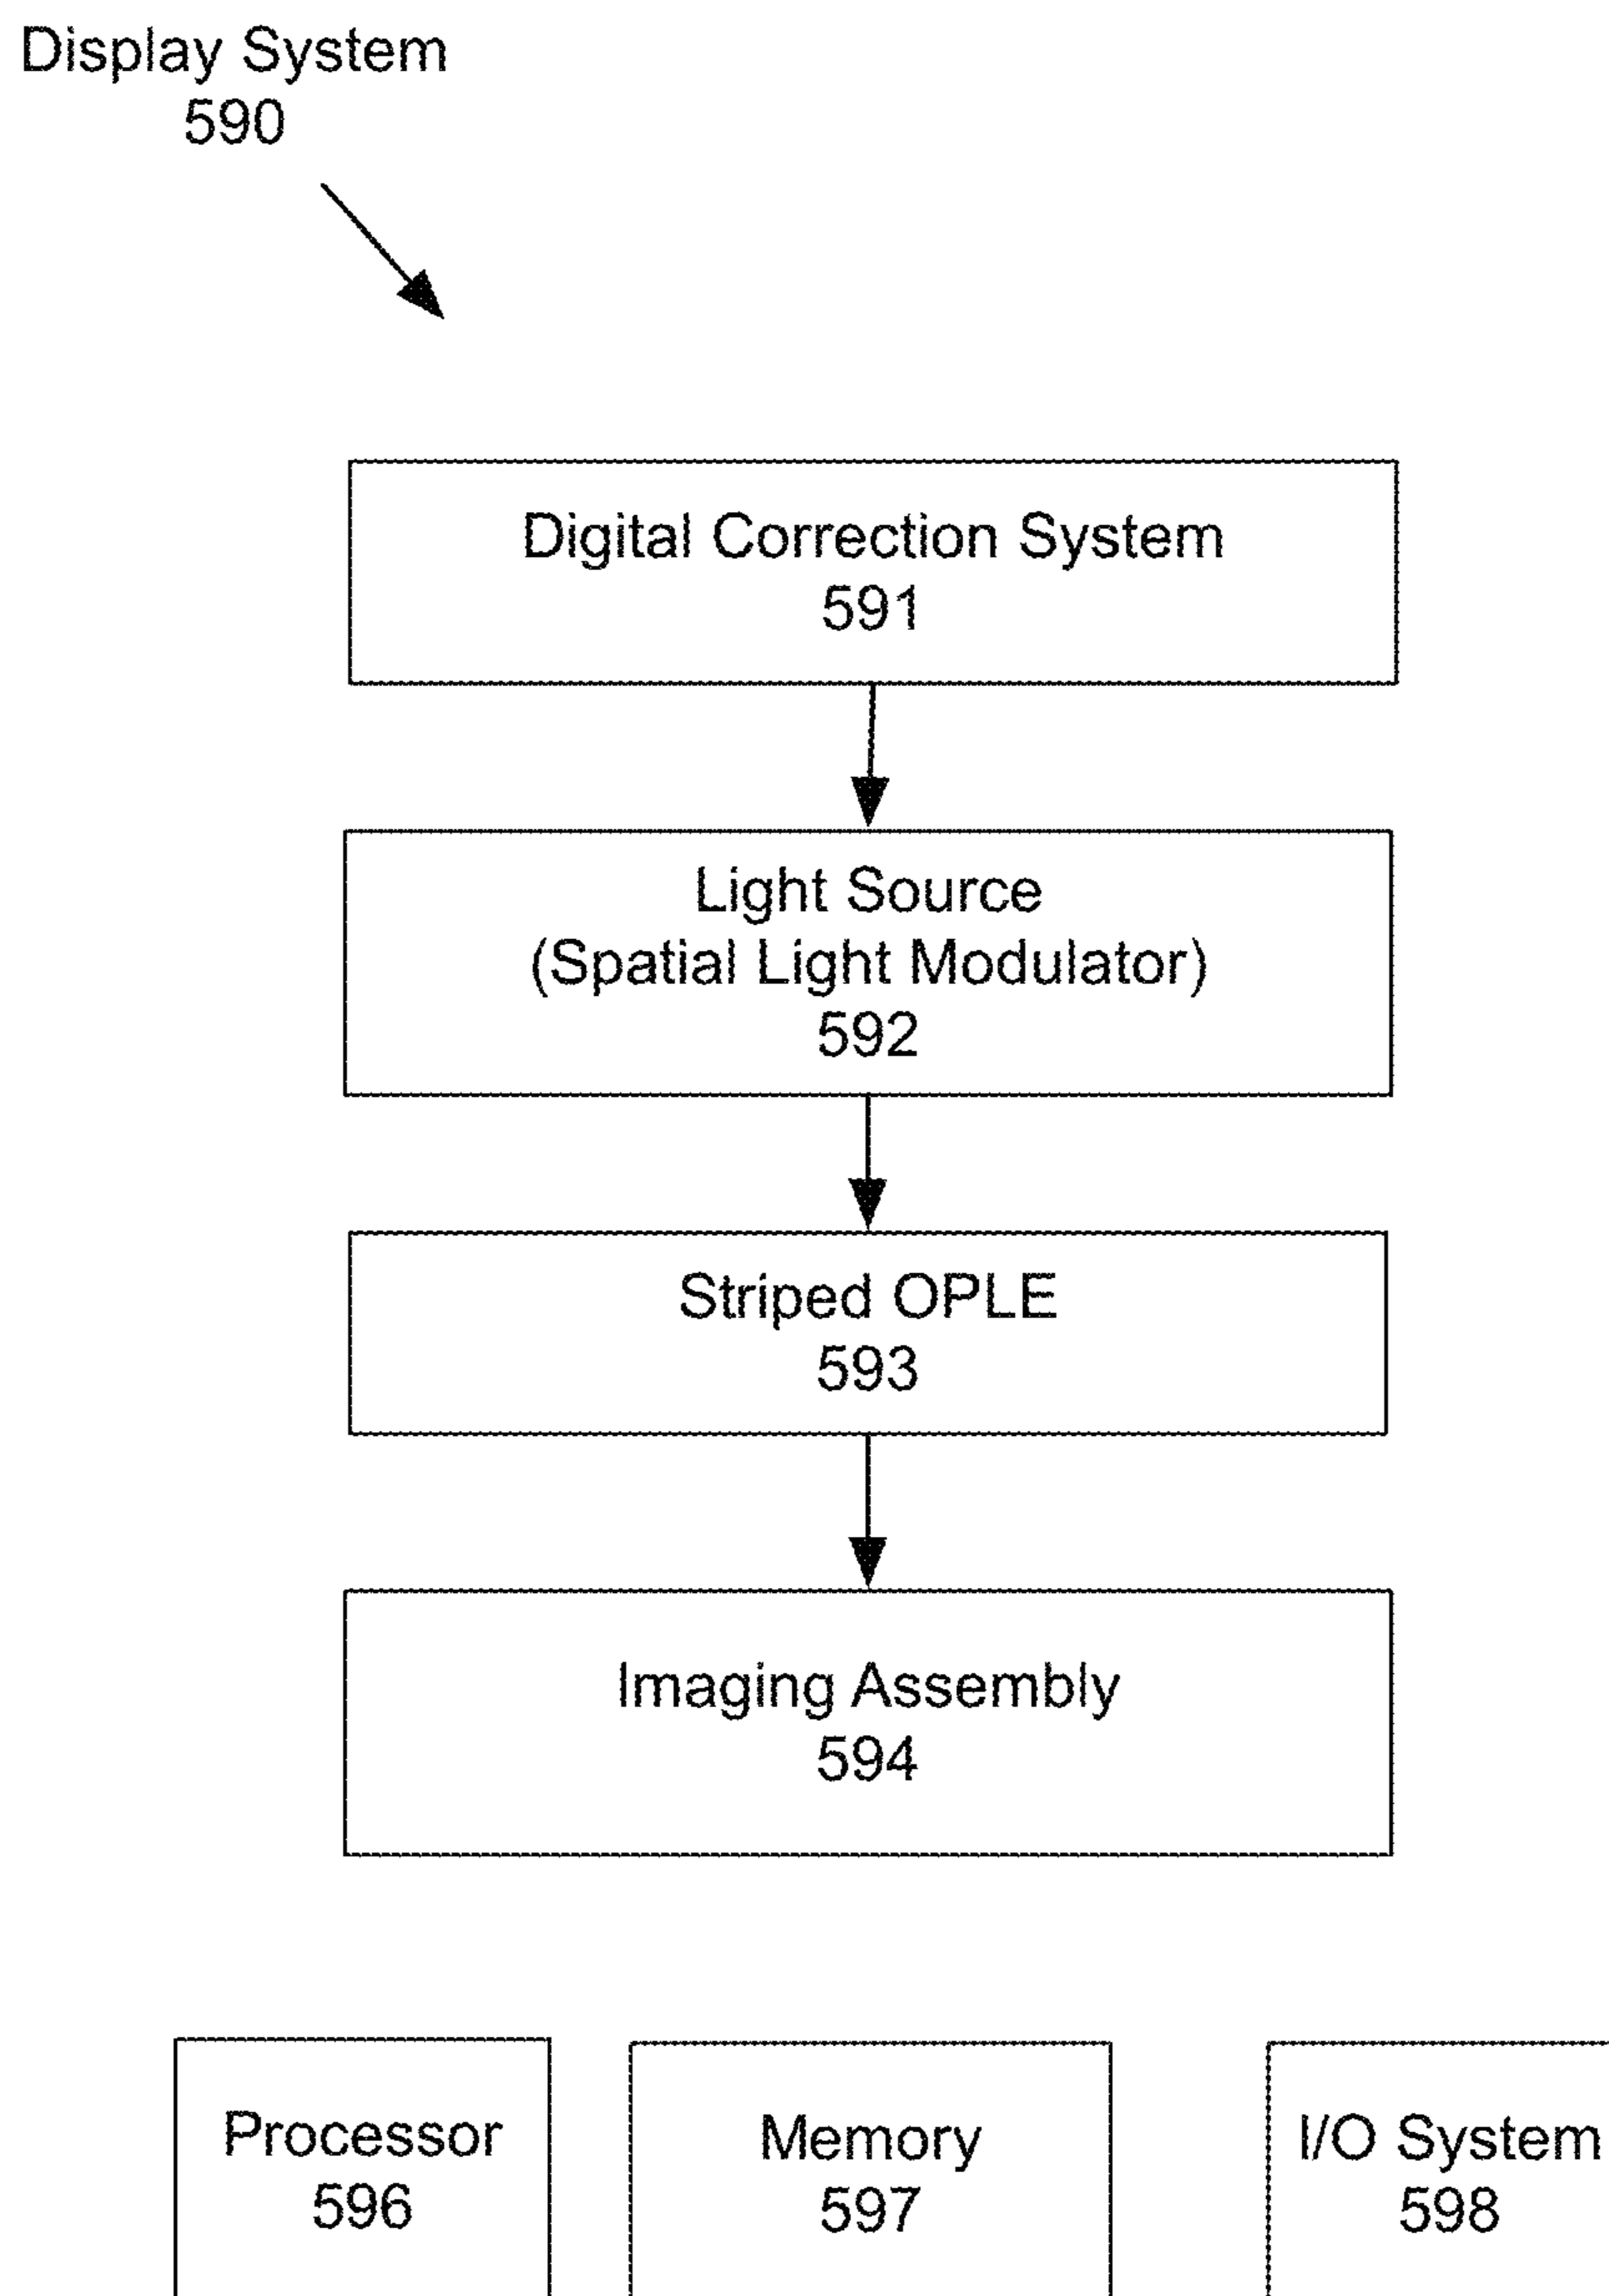 Display System
590
Digital Correction System
591
Light Source
(Spatial Light Modulator)
592
Striped OPLE
593
Imaging Assembly
594
Processor
596
Memory
597
I/O System
598